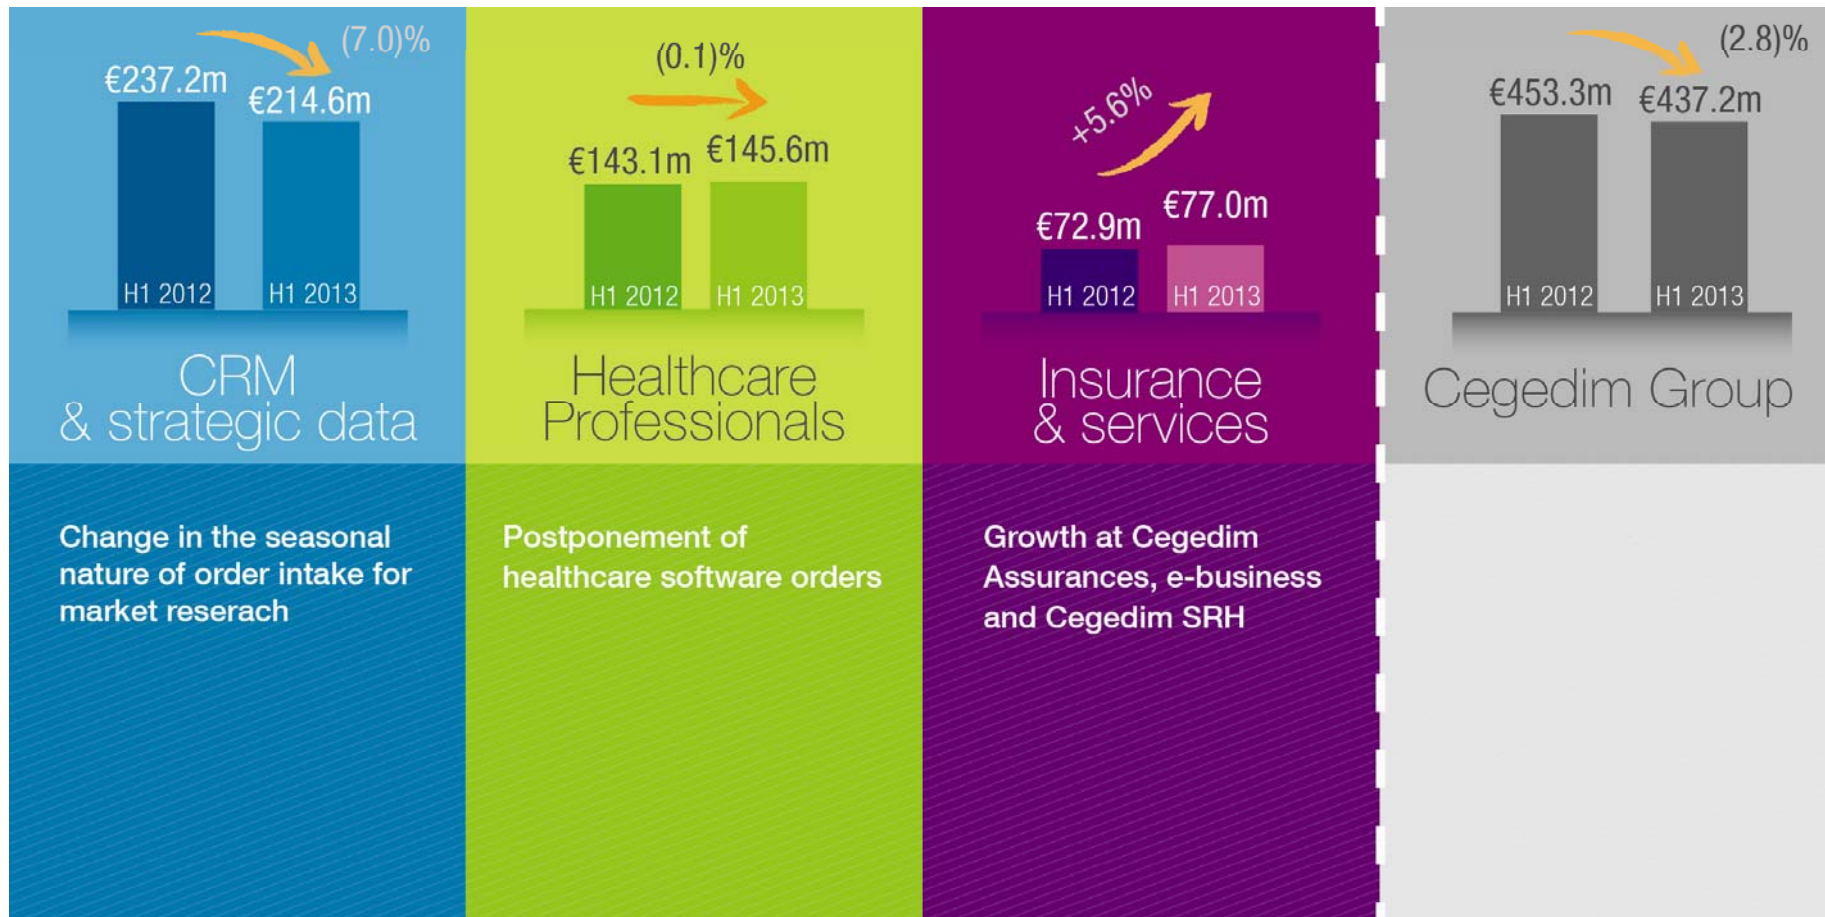 (7.0)%
€237.2m
€214.6m
H1 2012
H1 2013
CRM
& strategic data
Change in the seasonal
nature of order intake for
market reserach
(0.1)%
€143.1m
€145.6m
H1 2012
H1 2013
Healthcare
Professionals
Postponement of
healthcare software orders
+5.6%
€72.9m
€77.0m
H1 2012
H1 2013
Insurance
& services
Growth at Cegedim
Assurances, e-business
and Cegedim SRH
(2.8)%
€453.3m
€437.2m
H1 2012
H1 2013
Cegedim Group